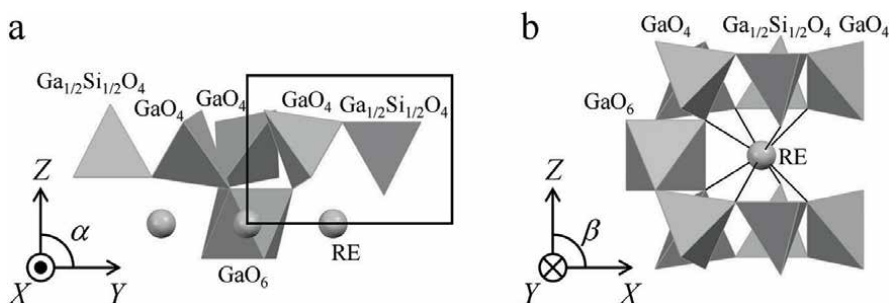 a
Ga1/2Si1/2O4
GaO4
GaO4
GaO4
Ga1/2Si1/2O4
GaO6
RE
Z
α
X
Y
b
GaO4
Ga1/2Si1/2O4
GaO4
GaO6
RE
Z
β
Y
X